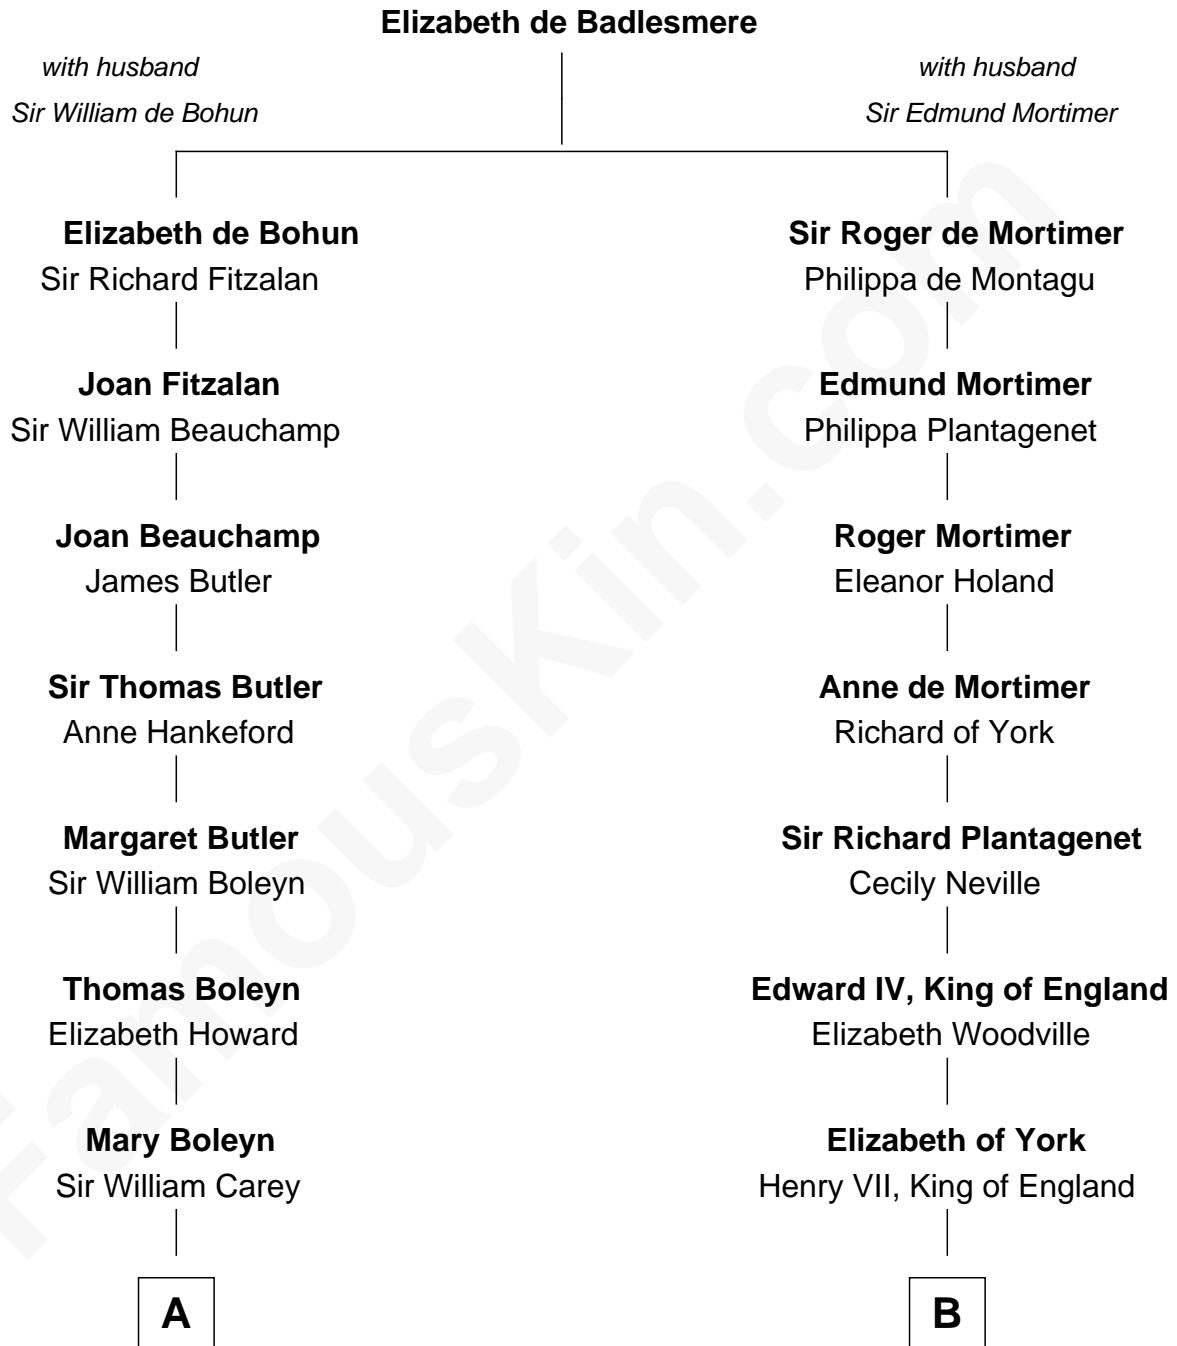 Elizabeth de Badlesmere
with husband
Sir William de Bohun
with husband
Sir Edmund Mortimer
Elizabeth de Bohun
Sir Richard Fitzalan
Joan Fitzalan
Sir William Beauchamp
Joan Beauchamp
James Butler
Sir Thomas Butler
Anne Hankeford
Margaret Butler
Sir William Boleyn
Thomas Boleyn
Elizabeth Howard
Mary Boleyn
Sir William Carey
A
Sir Roger de Mortimer
Philippa de Montagu
Edmund Mortimer
Philippa Plantagenet
Roger Mortimer
Eleanor Holand
Anne de Mortimer
Richard of York
Sir Richard Plantagenet
Cecily Neville
Edward IV, King of England
Elizabeth Woodville
Elizabeth of York
Henry VII, King of England
B
FamousKin.com